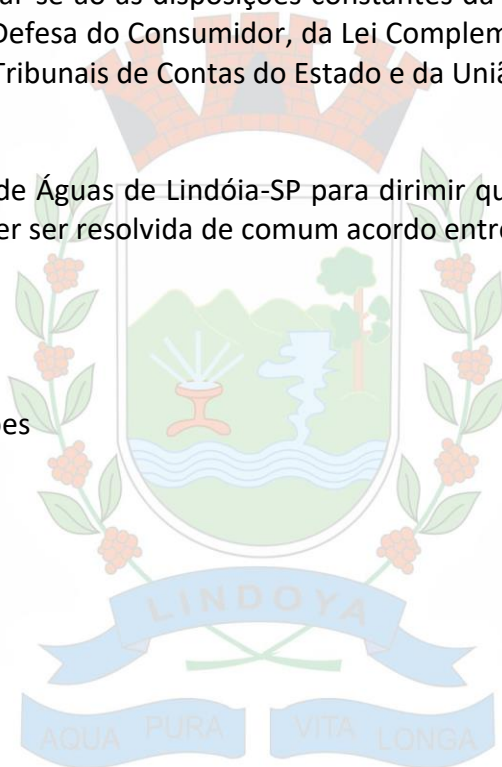 ar-se-ão as disposições constantes da
Defesa do Consumidor, da Lei Complem
Tribunais de Contas do Estado e da Uniã
de Águas de Lindóia-SP para dirimir qu
er ser resolvida de comum acordo entre
ões
LINDOYA
AQUA PURA VITA LONGA